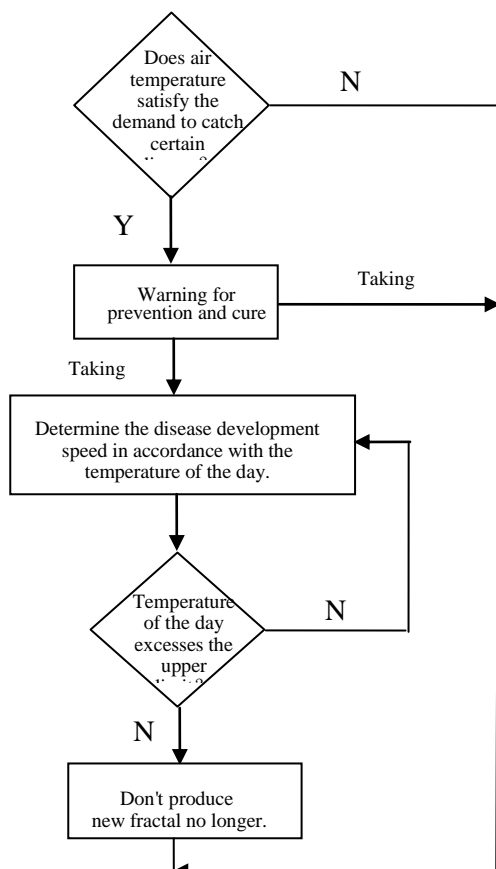 Does air
temperature
satisfy the
demand to catch
certain
N
Y
Warning for
prevention and cure
Taking
Taking
Determine the disease development
speed in accordance with the
temperature of the day.
Temperature
of the day
excesses the
upper
limit?
N
N
Don't produce
new fractal no longer.